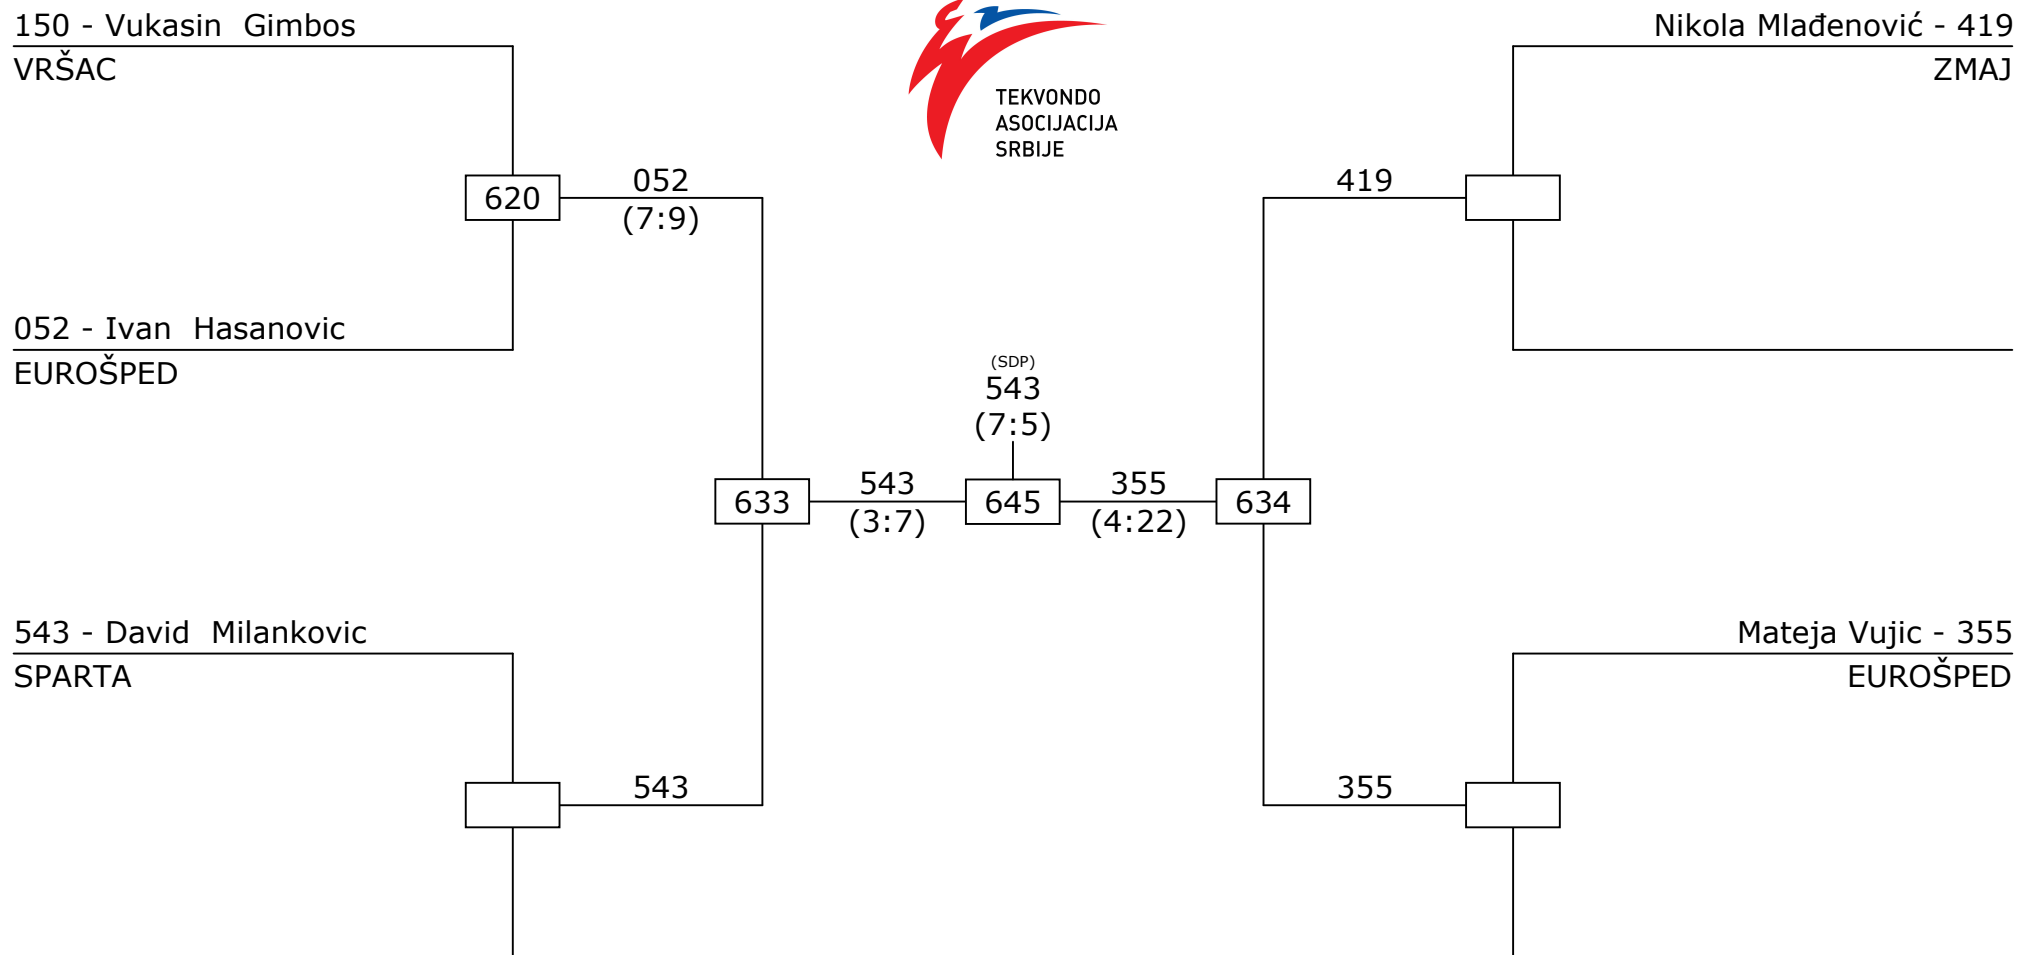 150 - Vukasin  Gimbos
VRŠAC
TEKVONDO
ASOCIJACIJA
SRBIJE
Nikola Mlađenović - 419
ZMAJ
620
052
(7:9)
419
052 - Ivan  Hasanovic
EUROŠPED
(SDP)
543
(7:5)
633
543
(3:7)
645
355
(4:22)
634
543 - David  Milankovic
SPARTA
Mateja Vujic - 355
EUROŠPED
543
355